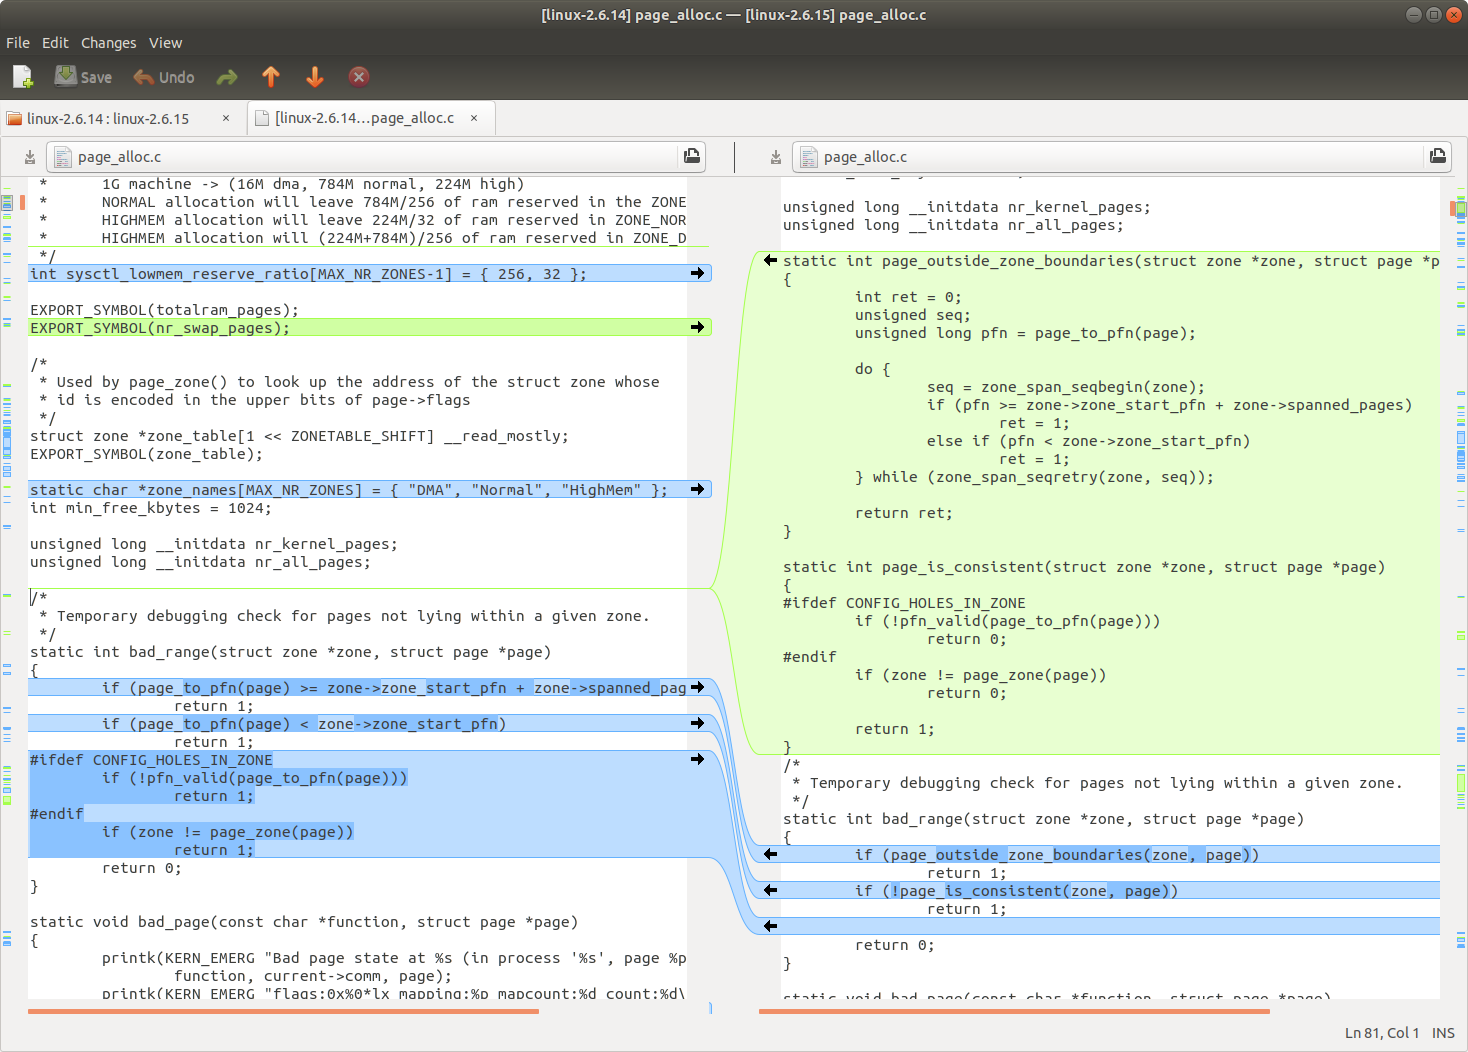 [linux-2.6.14] page_alloc.c — [linux-2.6.15] page_alloc.c
File Edit Changes View
Save Undo
linux-2.6.14 : linux-2.6.15 × [linux-2.6.14…page_alloc.c ×
page_alloc.c
 *      1G machine -> (16M dma, 784M normal, 224M high)
 *      NORMAL allocation will leave 784M/256 of ram reserved in the ZONE
 *      HIGHMEM allocation will leave 224M/32 of ram reserved in ZONE_NOR
 *      HIGHMEM allocation will (224M+784M)/256 of ram reserved in ZONE_D
 */
int sysctl_lowmem_reserve_ratio[MAX_NR_ZONES-1] = { 256, 32 };
EXPORT_SYMBOL(totalram_pages);
EXPORT_SYMBOL(nr_swap_pages);
/*
 * Used by page_zone() to look up the address of the struct zone whose
 * id is encoded in the upper bits of page->flags
 */
struct zone *zone_table[1 << ZONETABLE_SHIFT] __read_mostly;
EXPORT_SYMBOL(zone_table);
static char *zone_names[MAX_NR_ZONES] = { "DMA", "Normal", "HighMem" };
int min_free_kbytes = 1024;
unsigned long __initdata nr_kernel_pages;
unsigned long __initdata nr_all_pages;
/*
 * Temporary debugging check for pages not lying within a given zone.
 */
static int bad_range(struct zone *zone, struct page *page)
{
        if (page_to_pfn(page) >= zone->zone_start_pfn + zone->spanned_pag
                return 1;
        if (page_to_pfn(page) < zone->zone_start_pfn)
                return 1;
#ifdef CONFIG_HOLES_IN_ZONE
        if (!pfn_valid(page_to_pfn(page)))
                return 1;
#endif
        if (zone != page_zone(page))
                return 1;
        return 0;
}
static void bad_page(const char *function, struct page *page)
{
        printk(KERN_EMERG "Bad page state at %s (in process '%s', page %p
                function, current->comm, page);
        printk(KERN_EMERG "flags:0x%0*lx mapping:%p mapcount:%d count:%d\
page_alloc.c
unsigned long __initdata nr_kernel_pages;
unsigned long __initdata nr_all_pages;
static int page_outside_zone_boundaries(struct zone *zone, struct page *p
{
        int ret = 0;
        unsigned seq;
        unsigned long pfn = page_to_pfn(page);
        do {
                seq = zone_span_seqbegin(zone);
                if (pfn >= zone->zone_start_pfn + zone->spanned_pages)
                        ret = 1;
                else if (pfn < zone->zone_start_pfn)
                        ret = 1;
        } while (zone_span_seqretry(zone, seq));
        return ret;
}
static int page_is_consistent(struct zone *zone, struct page *page)
{
#ifdef CONFIG_HOLES_IN_ZONE
        if (!pfn_valid(page_to_pfn(page)))
                return 0;
#endif
        if (zone != page_zone(page))
                return 0;
        return 1;
}
/*
 * Temporary debugging check for pages not lying within a given zone.
 */
static int bad_range(struct zone *zone, struct page *page)
{
        if (page_outside_zone_boundaries(zone, page))
                return 1;
        if (!page_is_consistent(zone, page))
                return 1;
        return 0;
}
static void bad_page(const char *function, struct page *page)
Ln 81, Col 1 INS